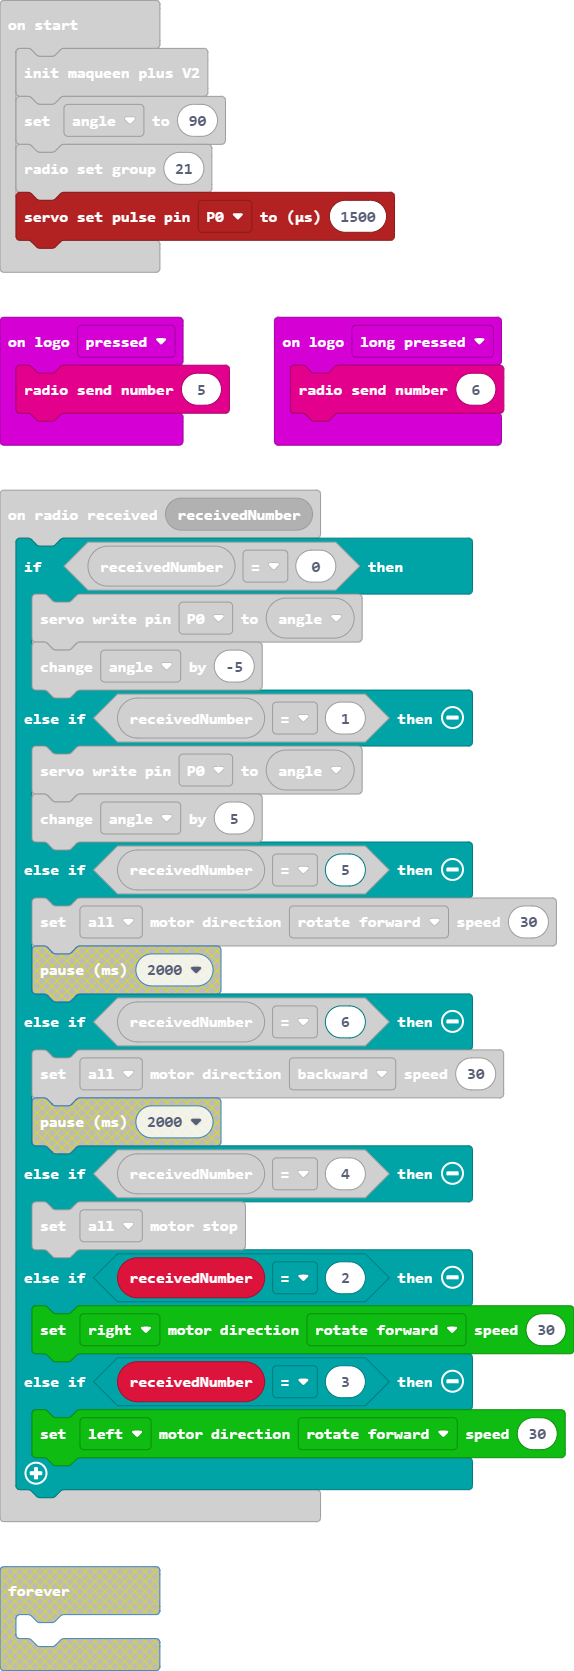 on start
init maqueen plus V2
set angle to 90
radio set group 21
servo set pulse pin P0 to (µs) 1500
on logo pressed
radio send number 5
on logo long pressed
radio send number 6
on radio received receivedNumber
if receivedNumber = 0 then
servo write pin P0 to angle
change angle by -5
else if receivedNumber = 1 then
servo write pin P0 to angle
change angle by 5
else if receivedNumber = 5 then
set all motor direction rotate forward speed 30
pause (ms) 2000
else if receivedNumber = 6 then
set all motor direction backward speed 30
pause (ms) 2000
else if receivedNumber = 4 then
set all motor stop
else if receivedNumber = 2 then
set right motor direction rotate forward speed 30
else if receivedNumber = 3 then
set left motor direction rotate forward speed 30
forever